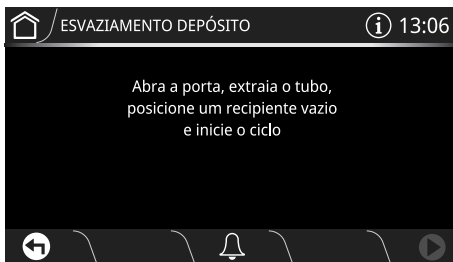 ESVAZIAMENTO DEPÓSITO
i 13:06
Abra a porta, extraia o tubo,
posicione um recipiente vazio
e inicie o ciclo